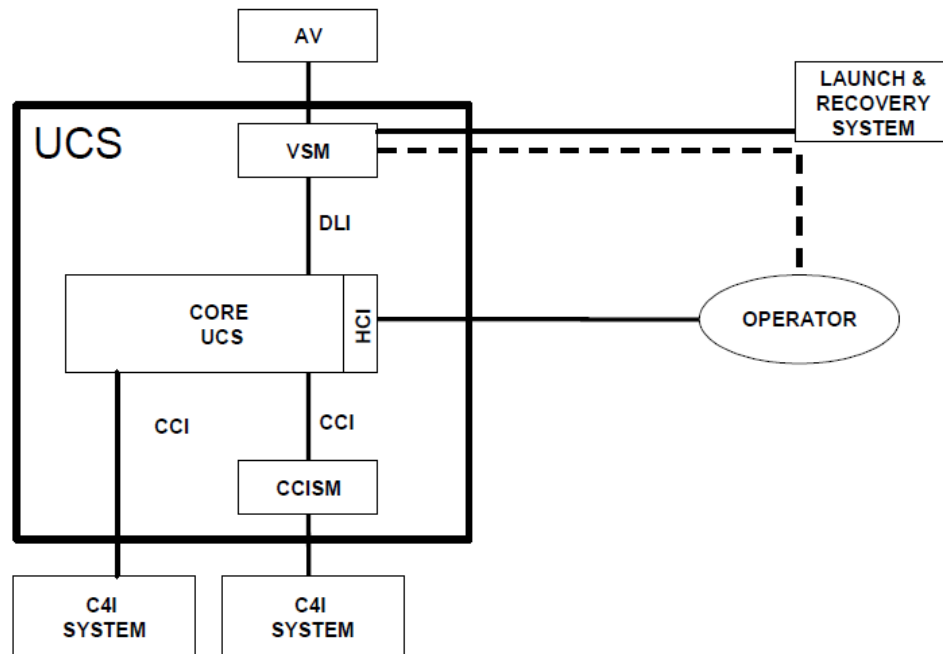 AV
LAUNCH &
RECOVERY
SYSTEM
UCS
VSM
DLI
CORE
UCS
HCI
OPERATOR
CCI
CCI
CCISM
C4I
SYSTEM
C4I
SYSTEM